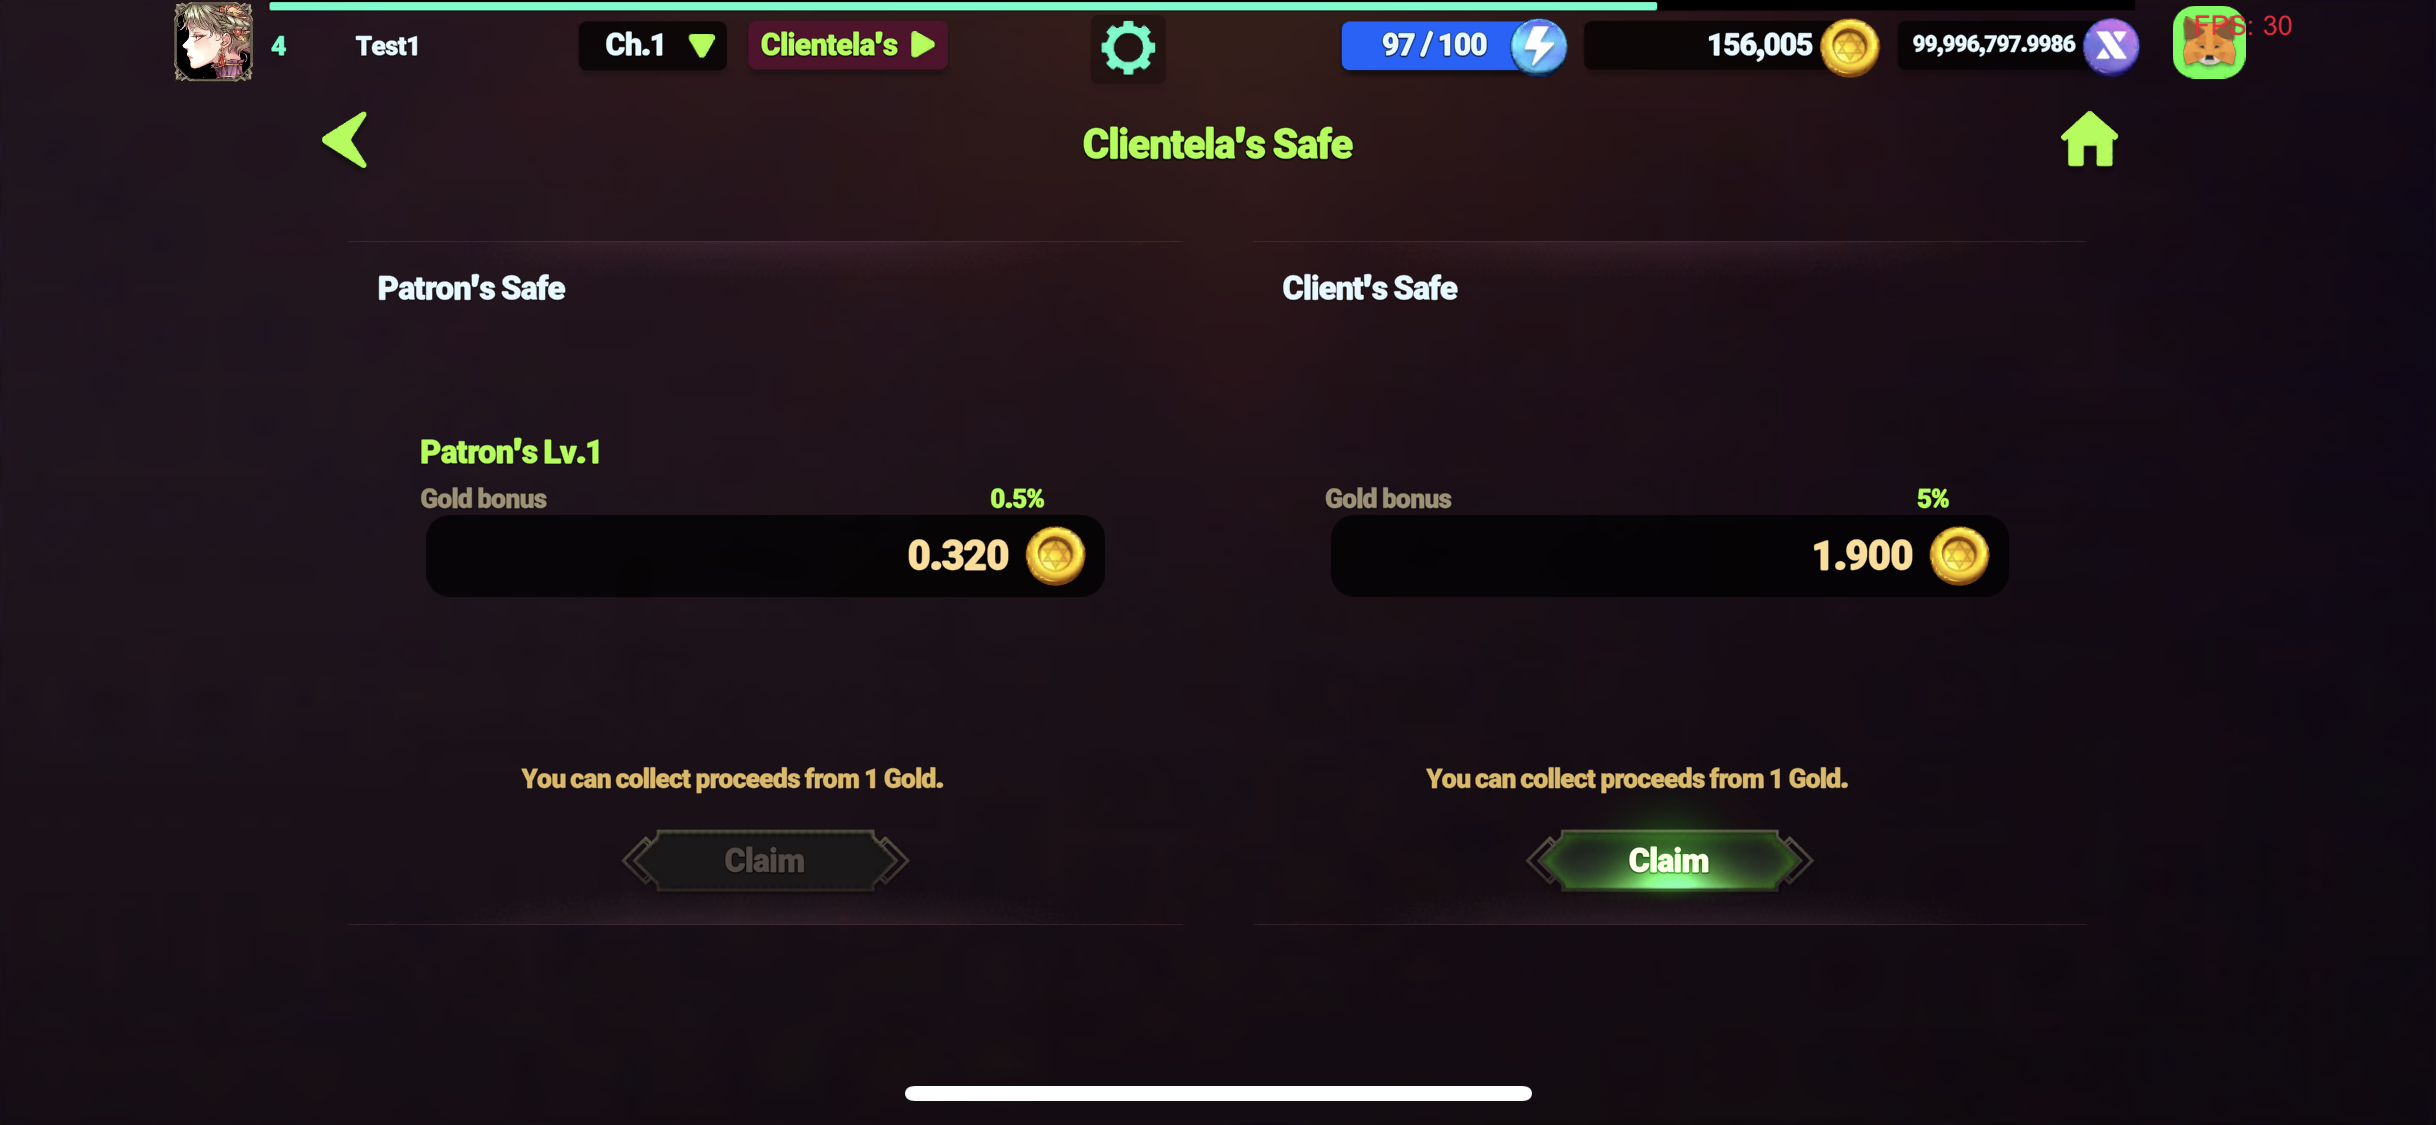 4 Test1 Ch.1 Clientela's 97 / 100 156,005 99,996,797.9986 FPS: 30
Clientela's Safe
Patron's Safe
Patron's Lv.1
Gold bonus 0.5%
0.320
You can collect proceeds from 1 Gold.
Claim
Client's Safe
Gold bonus 5%
1.900
You can collect proceeds from 1 Gold.
Claim